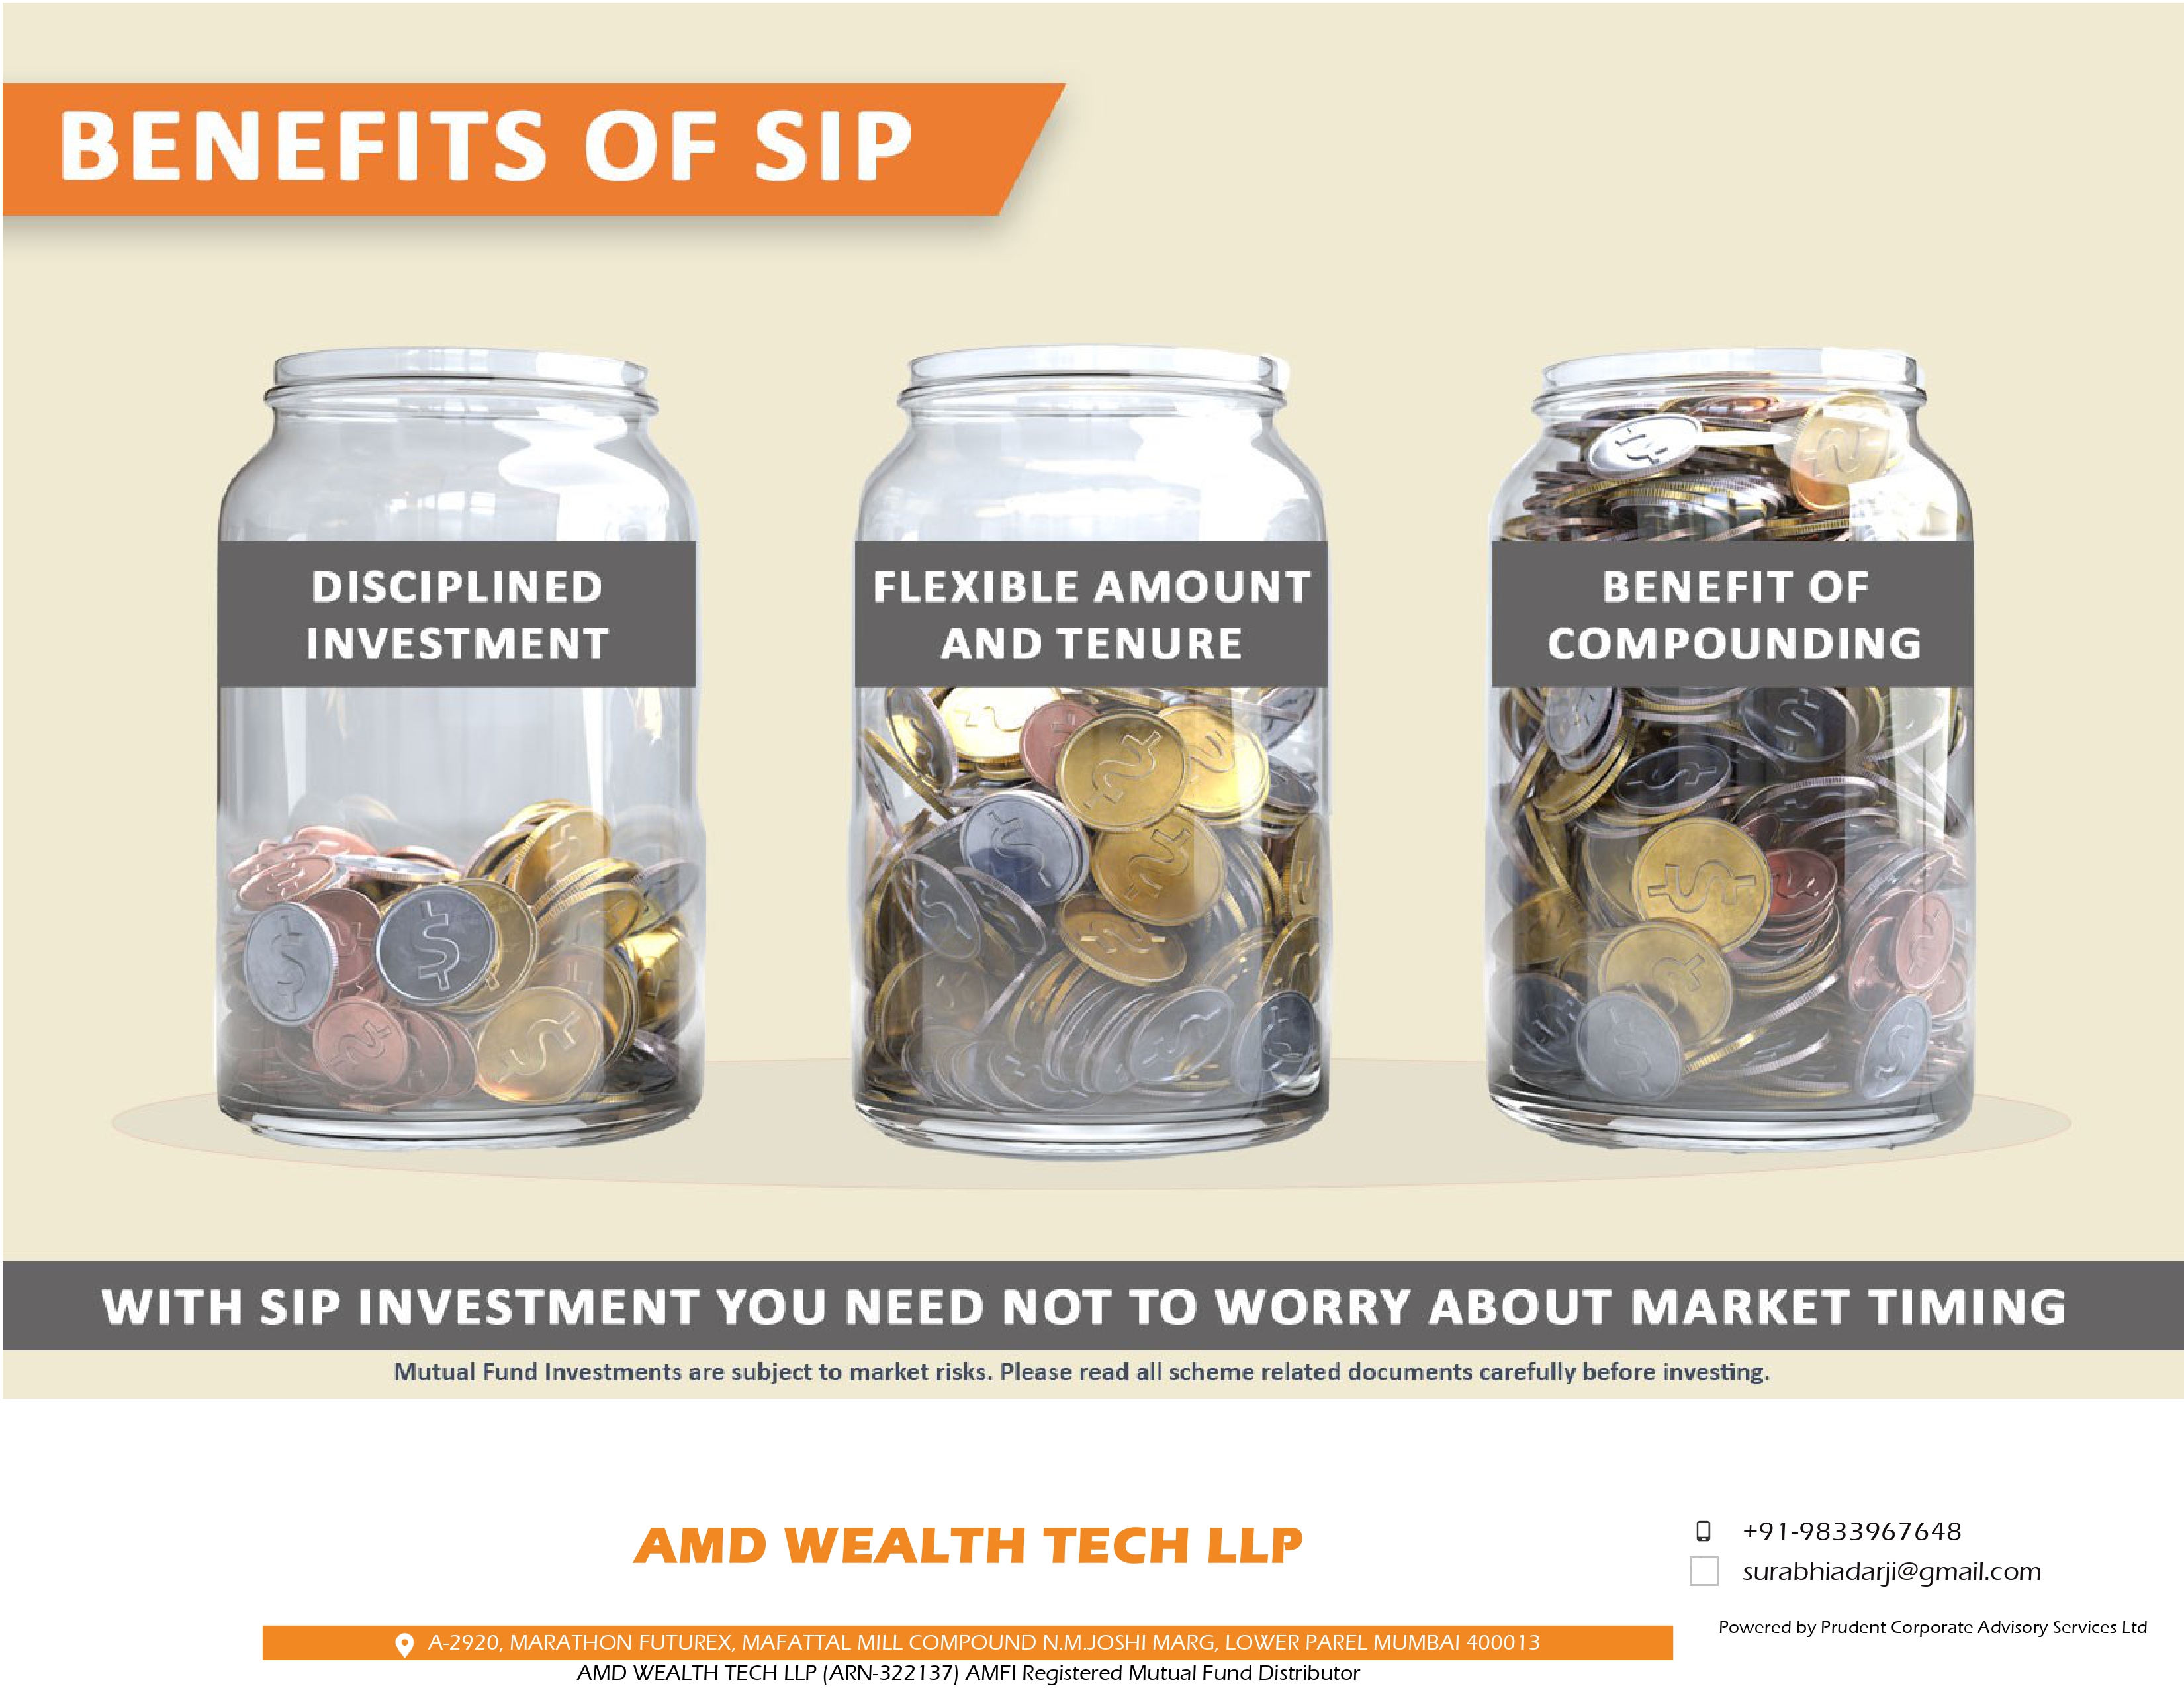 BENEFITS OF SIP
DISCIPLINED
INVESTMENT
FLEXIBLE AMOUNT
AND TENURE
BENEFIT OF
COMPOUNDING
WITH SIP INVESTMENT YOU NEED NOT TO WORRY ABOUT MARKET TIMING
Mutual Fund Investments are subject to market risks. Please read all scheme related documents carefully before investing.
AMD WEALTH TECH LLP
+91-9833967648
surabhiadarji@gmail.com
Powered by Prudent Corporate Advisory Services Ltd
A-2920, MARATHON FUTUREX, MAFATTAL MILL COMPOUND N.M.JOSHI MARG, LOWER PAREL MUMBAI 400013
AMD WEALTH TECH LLP (ARN-322137) AMFI Registered Mutual Fund Distributor